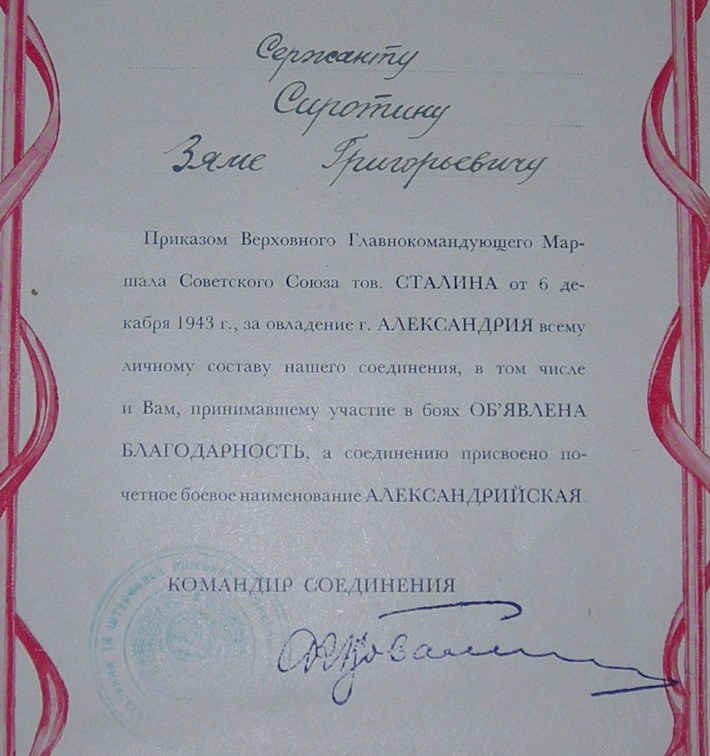 Сержанту
Сиротину
Зяме Григорьевичу
Приказом Верховного Главнокомандующего Мар-
шала Советского Союза тов. СТАЛИНА от 6 де-
кабря 1943 г., за овладение г. АЛЕКСАНДРИЯ всему
личному составу нашего соединения, в том числе
и Вам, принимавшему участие в боях ОБ’ЯВЛЕНА
БЛАГОДАРНОСТЬ, а соединению присвоено по-
четное боевое наименование АЛЕКСАНДРИЙСКАЯ
КОМАНДИР СОЕДИНЕНИЯ
14 штурмовая